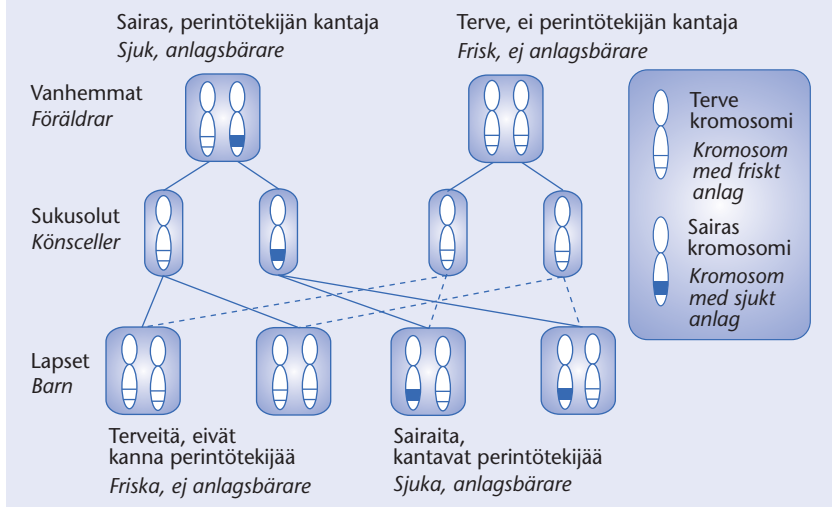 Sairas, perintötekijän kantaja
Sjuk, anlagsbärare
Terve, ei perintötekijän kantaja
Frisk, ej anlagsbärare
Vanhemmat
Föräldrar
Terve
kromosomi
Kromosom
med friskt
anlag
Sukusolut
Könsceller
Sairas
kromosomi
Kromosom
med sjukt
anlag
Lapset
Barn
Terveitä, eivät
kanna perintötekijää
Friska, ej anlagsbärare
Sairaita,
kantavat perintötekijää
Sjuka, anlagsbärare